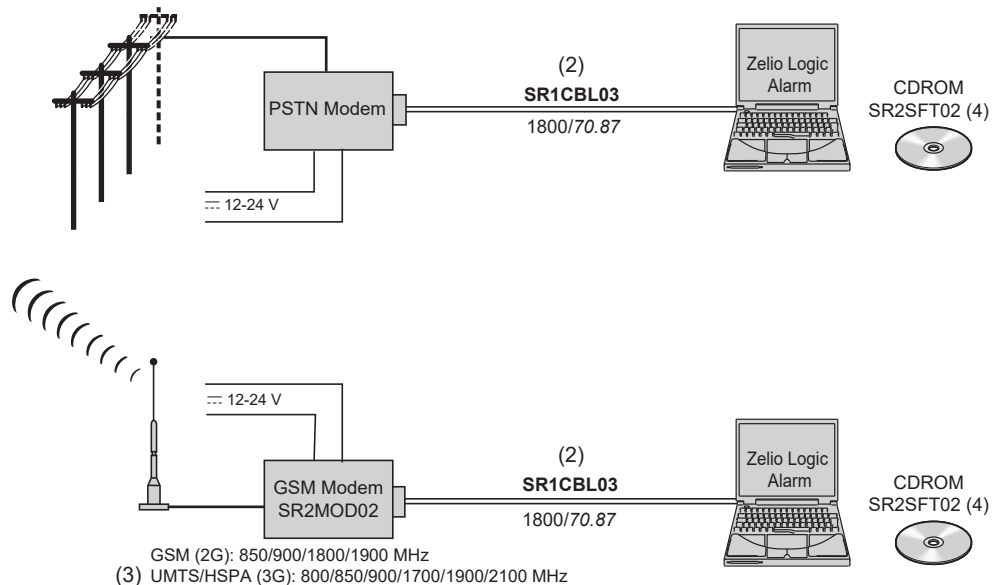 (2)
Zelio Logic
Alarm
CDROM
SR2SFT02 (4)
PSTN Modem
SR1CBL03
1800/70.87
⎓ 12-24 V
⎓ 12-24 V
(2)
Zelio Logic
Alarm
CDROM
SR2SFT02 (4)
GSM Modem
SR2MOD02
SR1CBL03
1800/70.87
GSM (2G): 850/900/1800/1900 MHz
(3) UMTS/HSPA (3G): 800/850/900/1700/1900/2100 MHz